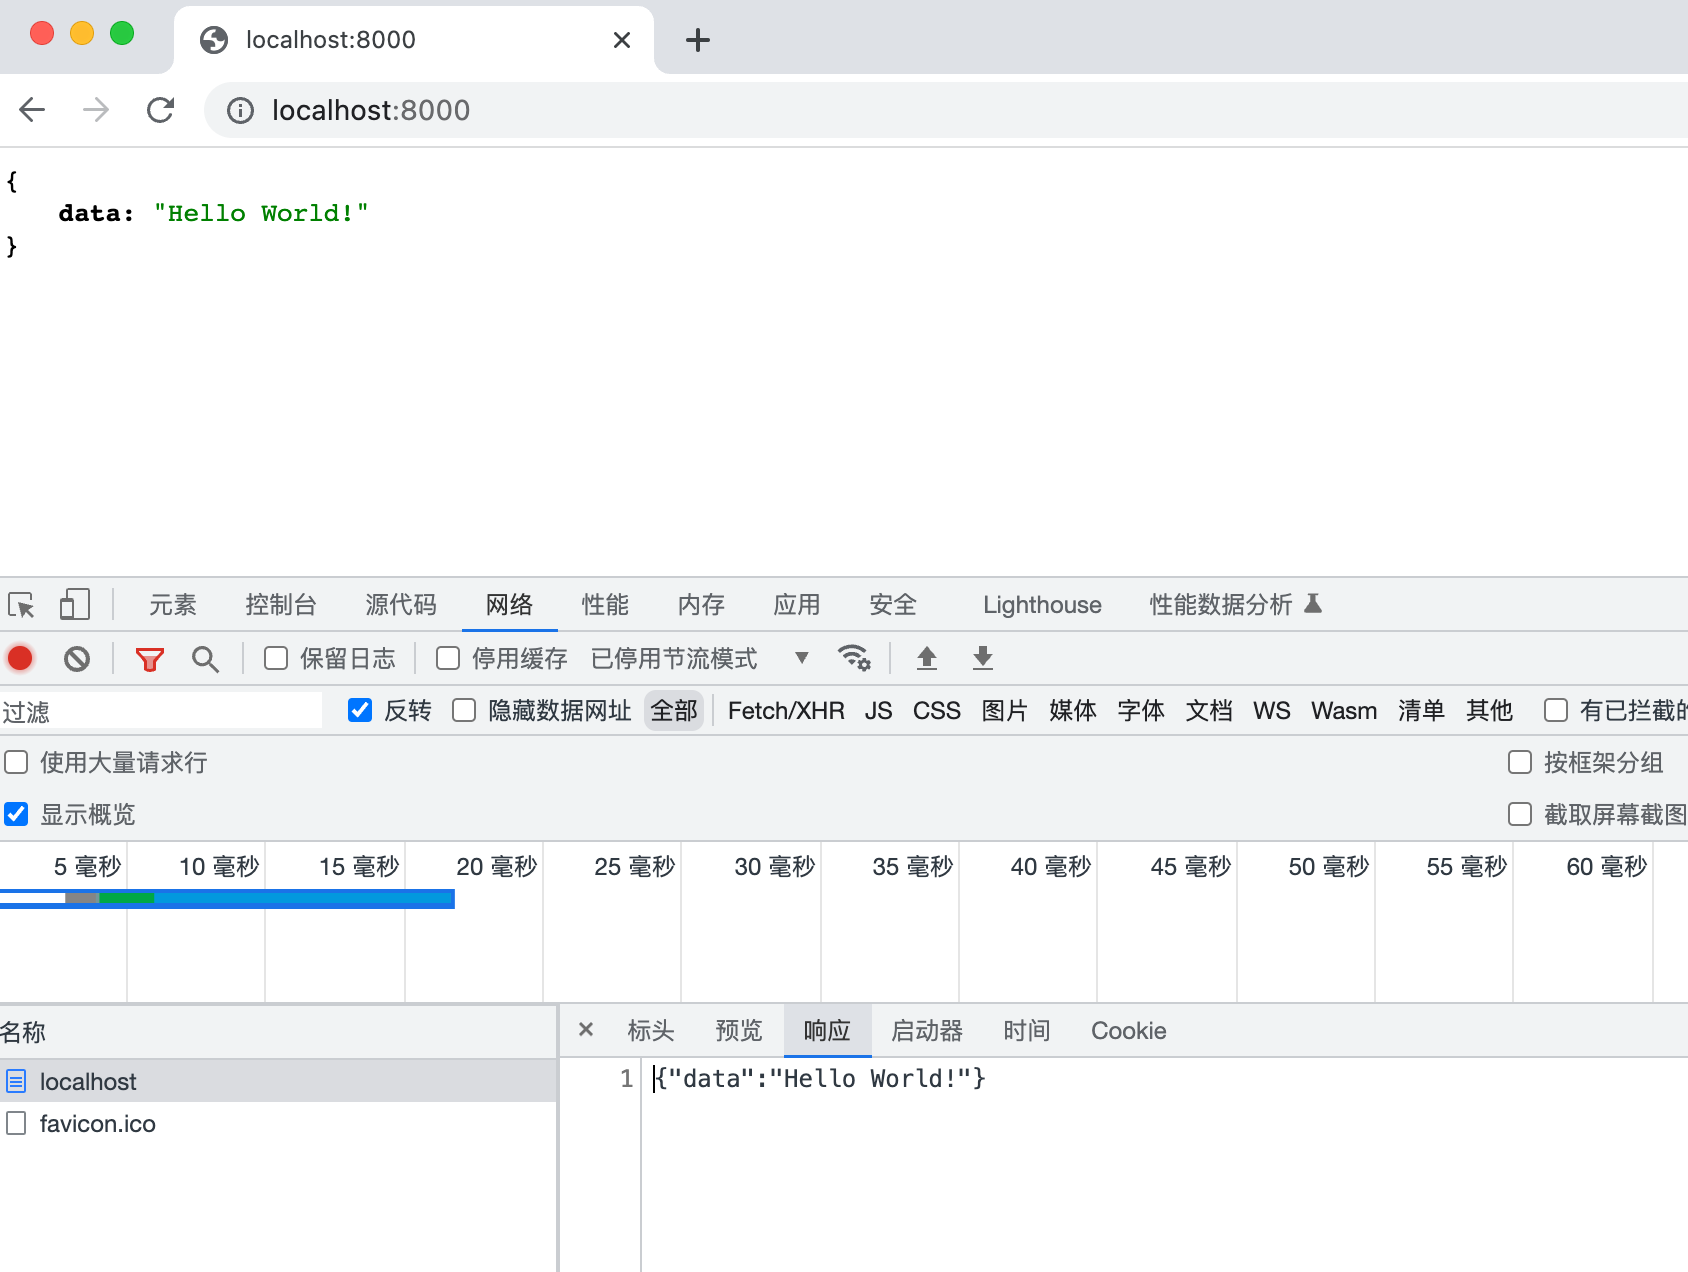 localhost:8000
localhost:8000
{
data: "Hello World!"
}
元素 控制台 源代码 网络 性能 内存 应用 安全 Lighthouse 性能数据分析
保留日志 停用缓存 已停用节流模式
过滤 反转 隐藏数据网址 全部 Fetch/XHR JS CSS 图片 媒体 字体 文档 WS Wasm 清单 其他 有已拦截的
使用大量请求行 按框架分组
显示概览 截取屏幕截图
5 毫秒 10 毫秒 15 毫秒 20 毫秒 25 毫秒 30 毫秒 35 毫秒 40 毫秒 45 毫秒 50 毫秒 55 毫秒 60 毫秒
名称 标头 预览 响应 启动器 时间 Cookie
localhost 1 {"data":"Hello World!"}
favicon.ico